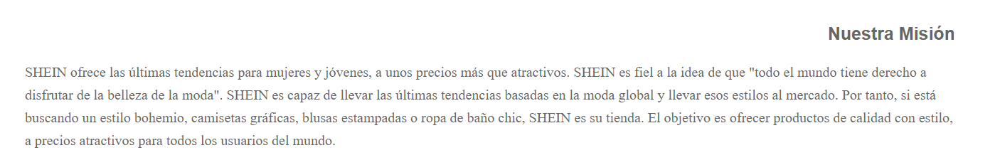 Nuestra Misión
SHEIN ofrece las últimas tendencias para mujeres y jóvenes, a unos precios más que atractivos. SHEIN es fiel a la idea de que "todo el mundo tiene derecho a
disfrutar de la belleza de la moda". SHEIN es capaz de llevar las últimas tendencias basadas en la moda global y llevar esos estilos al mercado. Por tanto, si está
buscando un estilo bohemio, camisetas gráficas, blusas estampadas o ropa de baño chic, SHEIN es su tienda. El objetivo es ofrecer productos de calidad con estilo,
a precios atractivos para todos los usuarios del mundo.